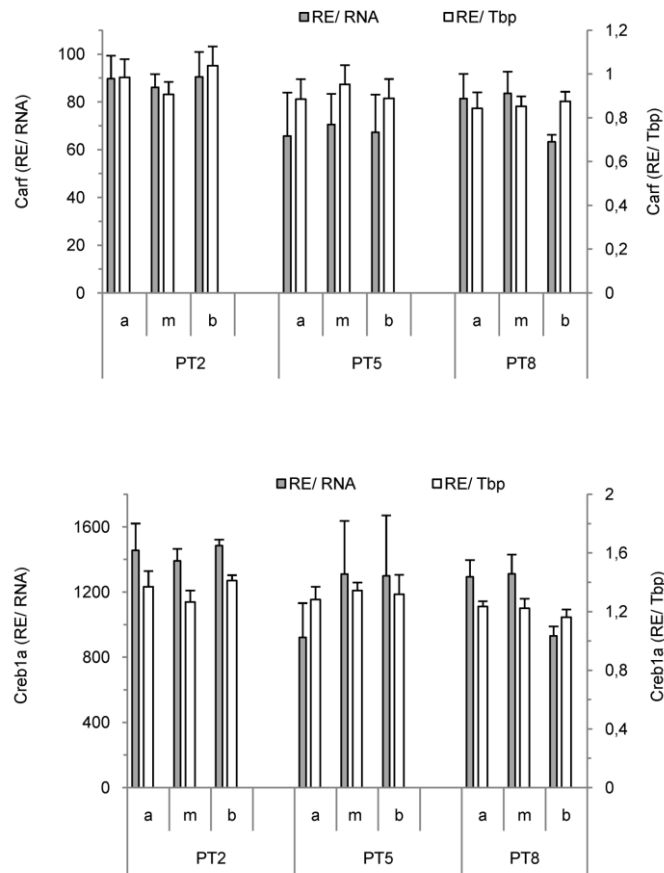 RE/ RNA RE/ Tbp
Carf (RE/ RNA)
100
80
60
40
20
0
1,2
1
0,8
0,6
0,4
0,2
0
Carf (RE/ Tbp)
a m b a m b a m b
PT2 PT5 PT8
RE/ RNA RE/ Tbp
Creb1a (RE/ RNA)
1600
1200
800
400
0
2
1,6
1,2
0,8
0,4
0
Creb1a (RE/ Tbp)
a m b a m b a m b
PT2 PT5 PT8